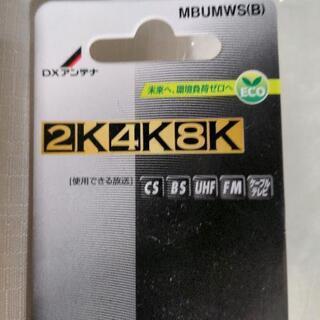 MBUMWS(B)
DXアンテナ
未来へ、環境負荷ゼロへ
ECO
2K4K8K
[使用できる放送] CS BS UHF FM ケーブルテレビ